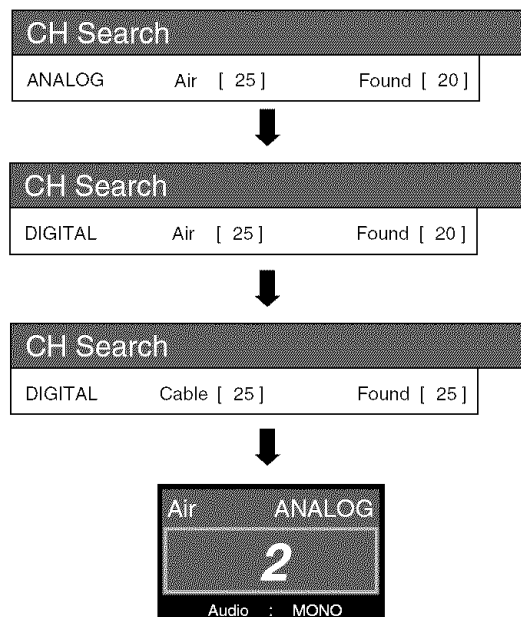 CH Search
ANALOG Air [ 25 ] Found [ 20 ]
CH Search
DIGITAL Air [ 25 ] Found [ 20 ]
CH Search
DIGITAL Cable [ 25 ] Found [ 25 ]
Air ANALOG
2
Audio : MONO